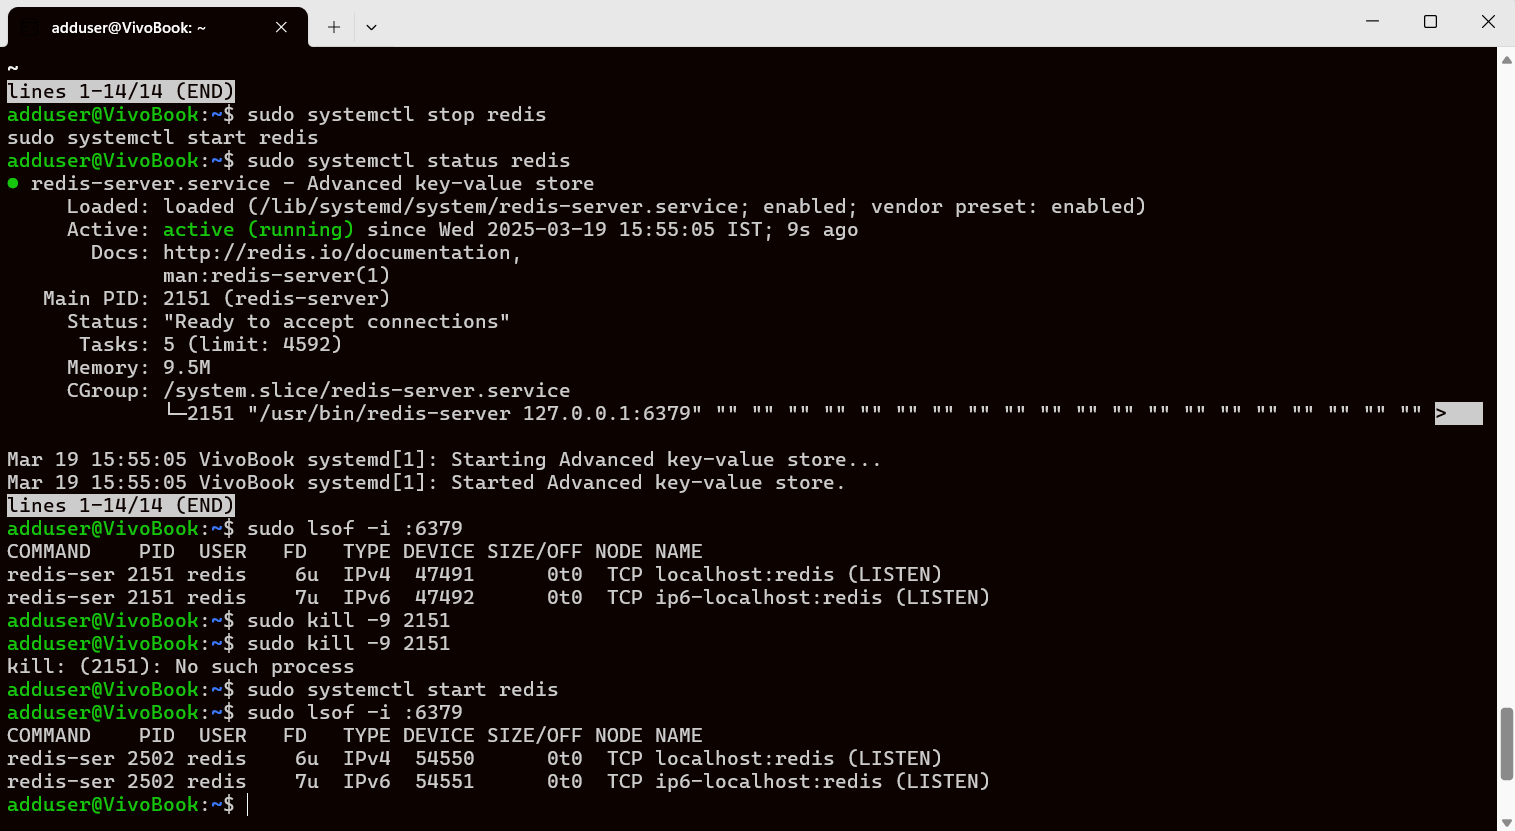 adduser@VivoBook: ~
~
lines 1-14/14 (END)
adduser@VivoBook:~$ sudo systemctl stop redis
sudo systemctl start redis
adduser@VivoBook:~$ sudo systemctl status redis
● redis-server.service - Advanced key-value store
     Loaded: loaded (/lib/systemd/system/redis-server.service; enabled; vendor preset: enabled)
     Active: active (running) since Wed 2025-03-19 15:55:05 IST; 9s ago
       Docs: http://redis.io/documentation,
             man:redis-server(1)
   Main PID: 2151 (redis-server)
     Status: "Ready to accept connections"
      Tasks: 5 (limit: 4592)
     Memory: 9.5M
     CGroup: /system.slice/redis-server.service
             └─2151 "/usr/bin/redis-server 127.0.0.1:6379" "" "" "" "" "" "" "" "" "" "" "" "" "" "" "" "" "" "" "" "" >
Mar 19 15:55:05 VivoBook systemd[1]: Starting Advanced key-value store...
Mar 19 15:55:05 VivoBook systemd[1]: Started Advanced key-value store.
lines 1-14/14 (END)
adduser@VivoBook:~$ sudo lsof -i :6379
COMMAND    PID  USER   FD   TYPE DEVICE SIZE/OFF NODE NAME
redis-ser 2151 redis    6u  IPv4  47491      0t0  TCP localhost:redis (LISTEN)
redis-ser 2151 redis    7u  IPv6  47492      0t0  TCP ip6-localhost:redis (LISTEN)
adduser@VivoBook:~$ sudo kill -9 2151
adduser@VivoBook:~$ sudo kill -9 2151
kill: (2151): No such process
adduser@VivoBook:~$ sudo systemctl start redis
adduser@VivoBook:~$ sudo lsof -i :6379
COMMAND    PID  USER   FD   TYPE DEVICE SIZE/OFF NODE NAME
redis-ser 2502 redis    6u  IPv4  54550      0t0  TCP localhost:redis (LISTEN)
redis-ser 2502 redis    7u  IPv6  54551      0t0  TCP ip6-localhost:redis (LISTEN)
adduser@VivoBook:~$